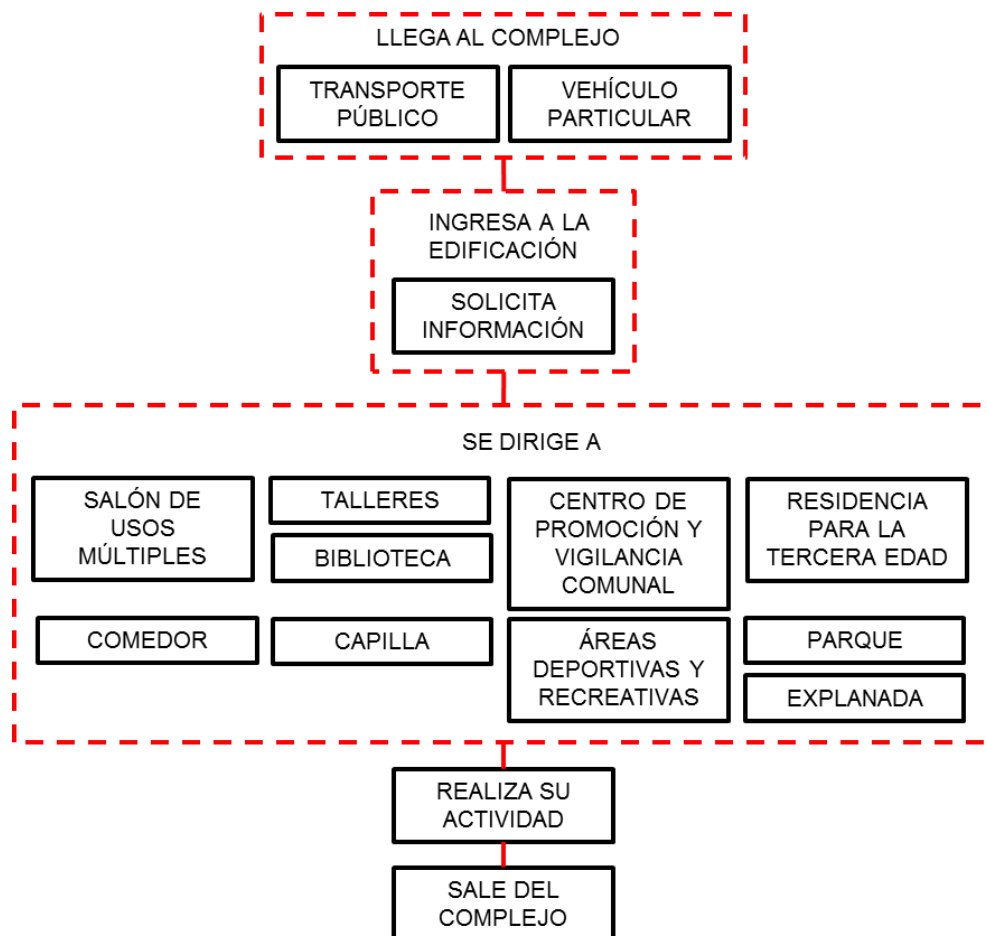 LLEGA AL COMPLEJO
TRANSPORTE
PÚBLICO
VEHÍCULO
PARTICULAR
INGRESA A LA
EDIFICACIÓN
SOLICITA
INFORMACIÓN
SE DIRIGE A
SALÓN DE
USOS
MÚLTIPLES
TALLERES
BIBLIOTECA
CENTRO DE
PROMOCIÓN Y
VIGILANCIA
COMUNAL
RESIDENCIA
PARA LA
TERCERA EDAD
COMEDOR
CAPILLA
ÁREAS
DEPORTIVAS Y
RECREATIVAS
PARQUE
EXPLANADA
REALIZA SU
ACTIVIDAD
SALE DEL
COMPLEJO